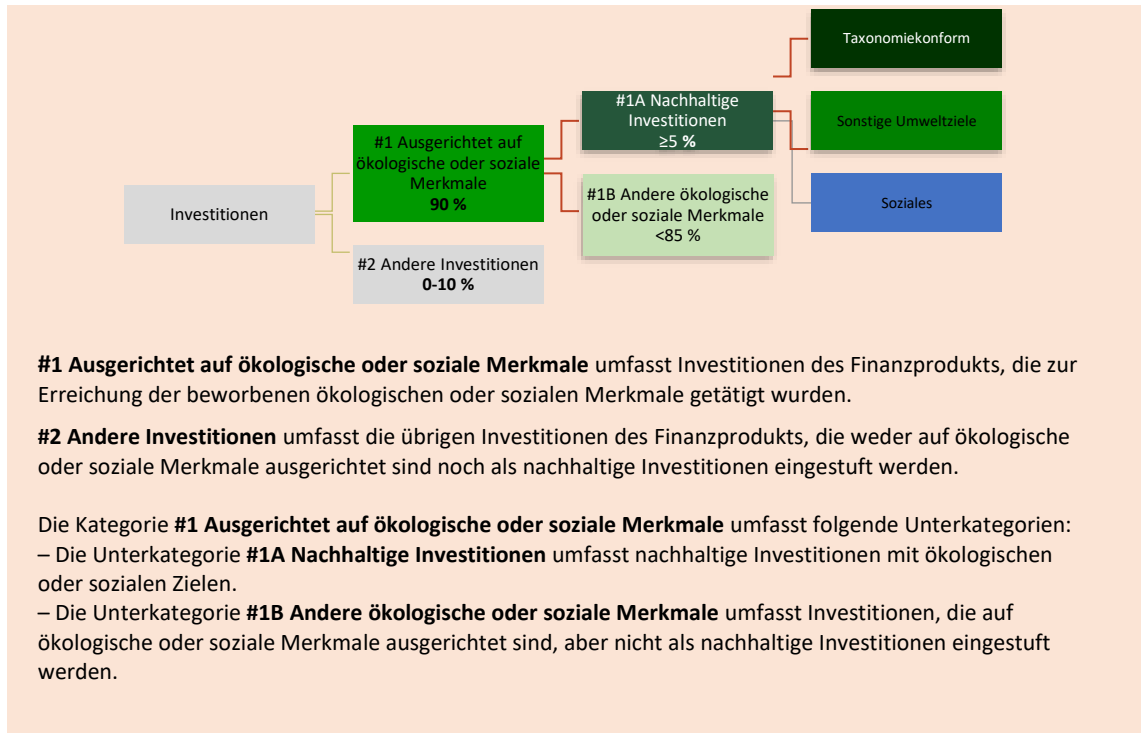 Taxonomiekonform
#1A Nachhaltige
Investitionen
≥5 %
Sonstige Umweltziele
#1 Ausgerichtet auf
ökologische oder soziale
Merkmale
90 %
#1B Andere ökologische
oder soziale Merkmale
<85 %
Soziales
Investitionen
#2 Andere Investitionen
0-10 %
#1 Ausgerichtet auf ökologische oder soziale Merkmale umfasst Investitionen des Finanzprodukts, die zur
Erreichung der beworbenen ökologischen oder sozialen Merkmale getätigt wurden.
#2 Andere Investitionen umfasst die übrigen Investitionen des Finanzprodukts, die weder auf ökologische
oder soziale Merkmale ausgerichtet sind noch als nachhaltige Investitionen eingestuft werden.
Die Kategorie #1 Ausgerichtet auf ökologische oder soziale Merkmale umfasst folgende Unterkategorien:
– Die Unterkategorie #1A Nachhaltige Investitionen umfasst nachhaltige Investitionen mit ökologischen
oder sozialen Zielen.
– Die Unterkategorie #1B Andere ökologische oder soziale Merkmale umfasst Investitionen, die auf
ökologische oder soziale Merkmale ausgerichtet sind, aber nicht als nachhaltige Investitionen eingestuft
werden.